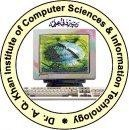 Dr. A. Q. Khan Institute of Computer Sciences & Information Technology